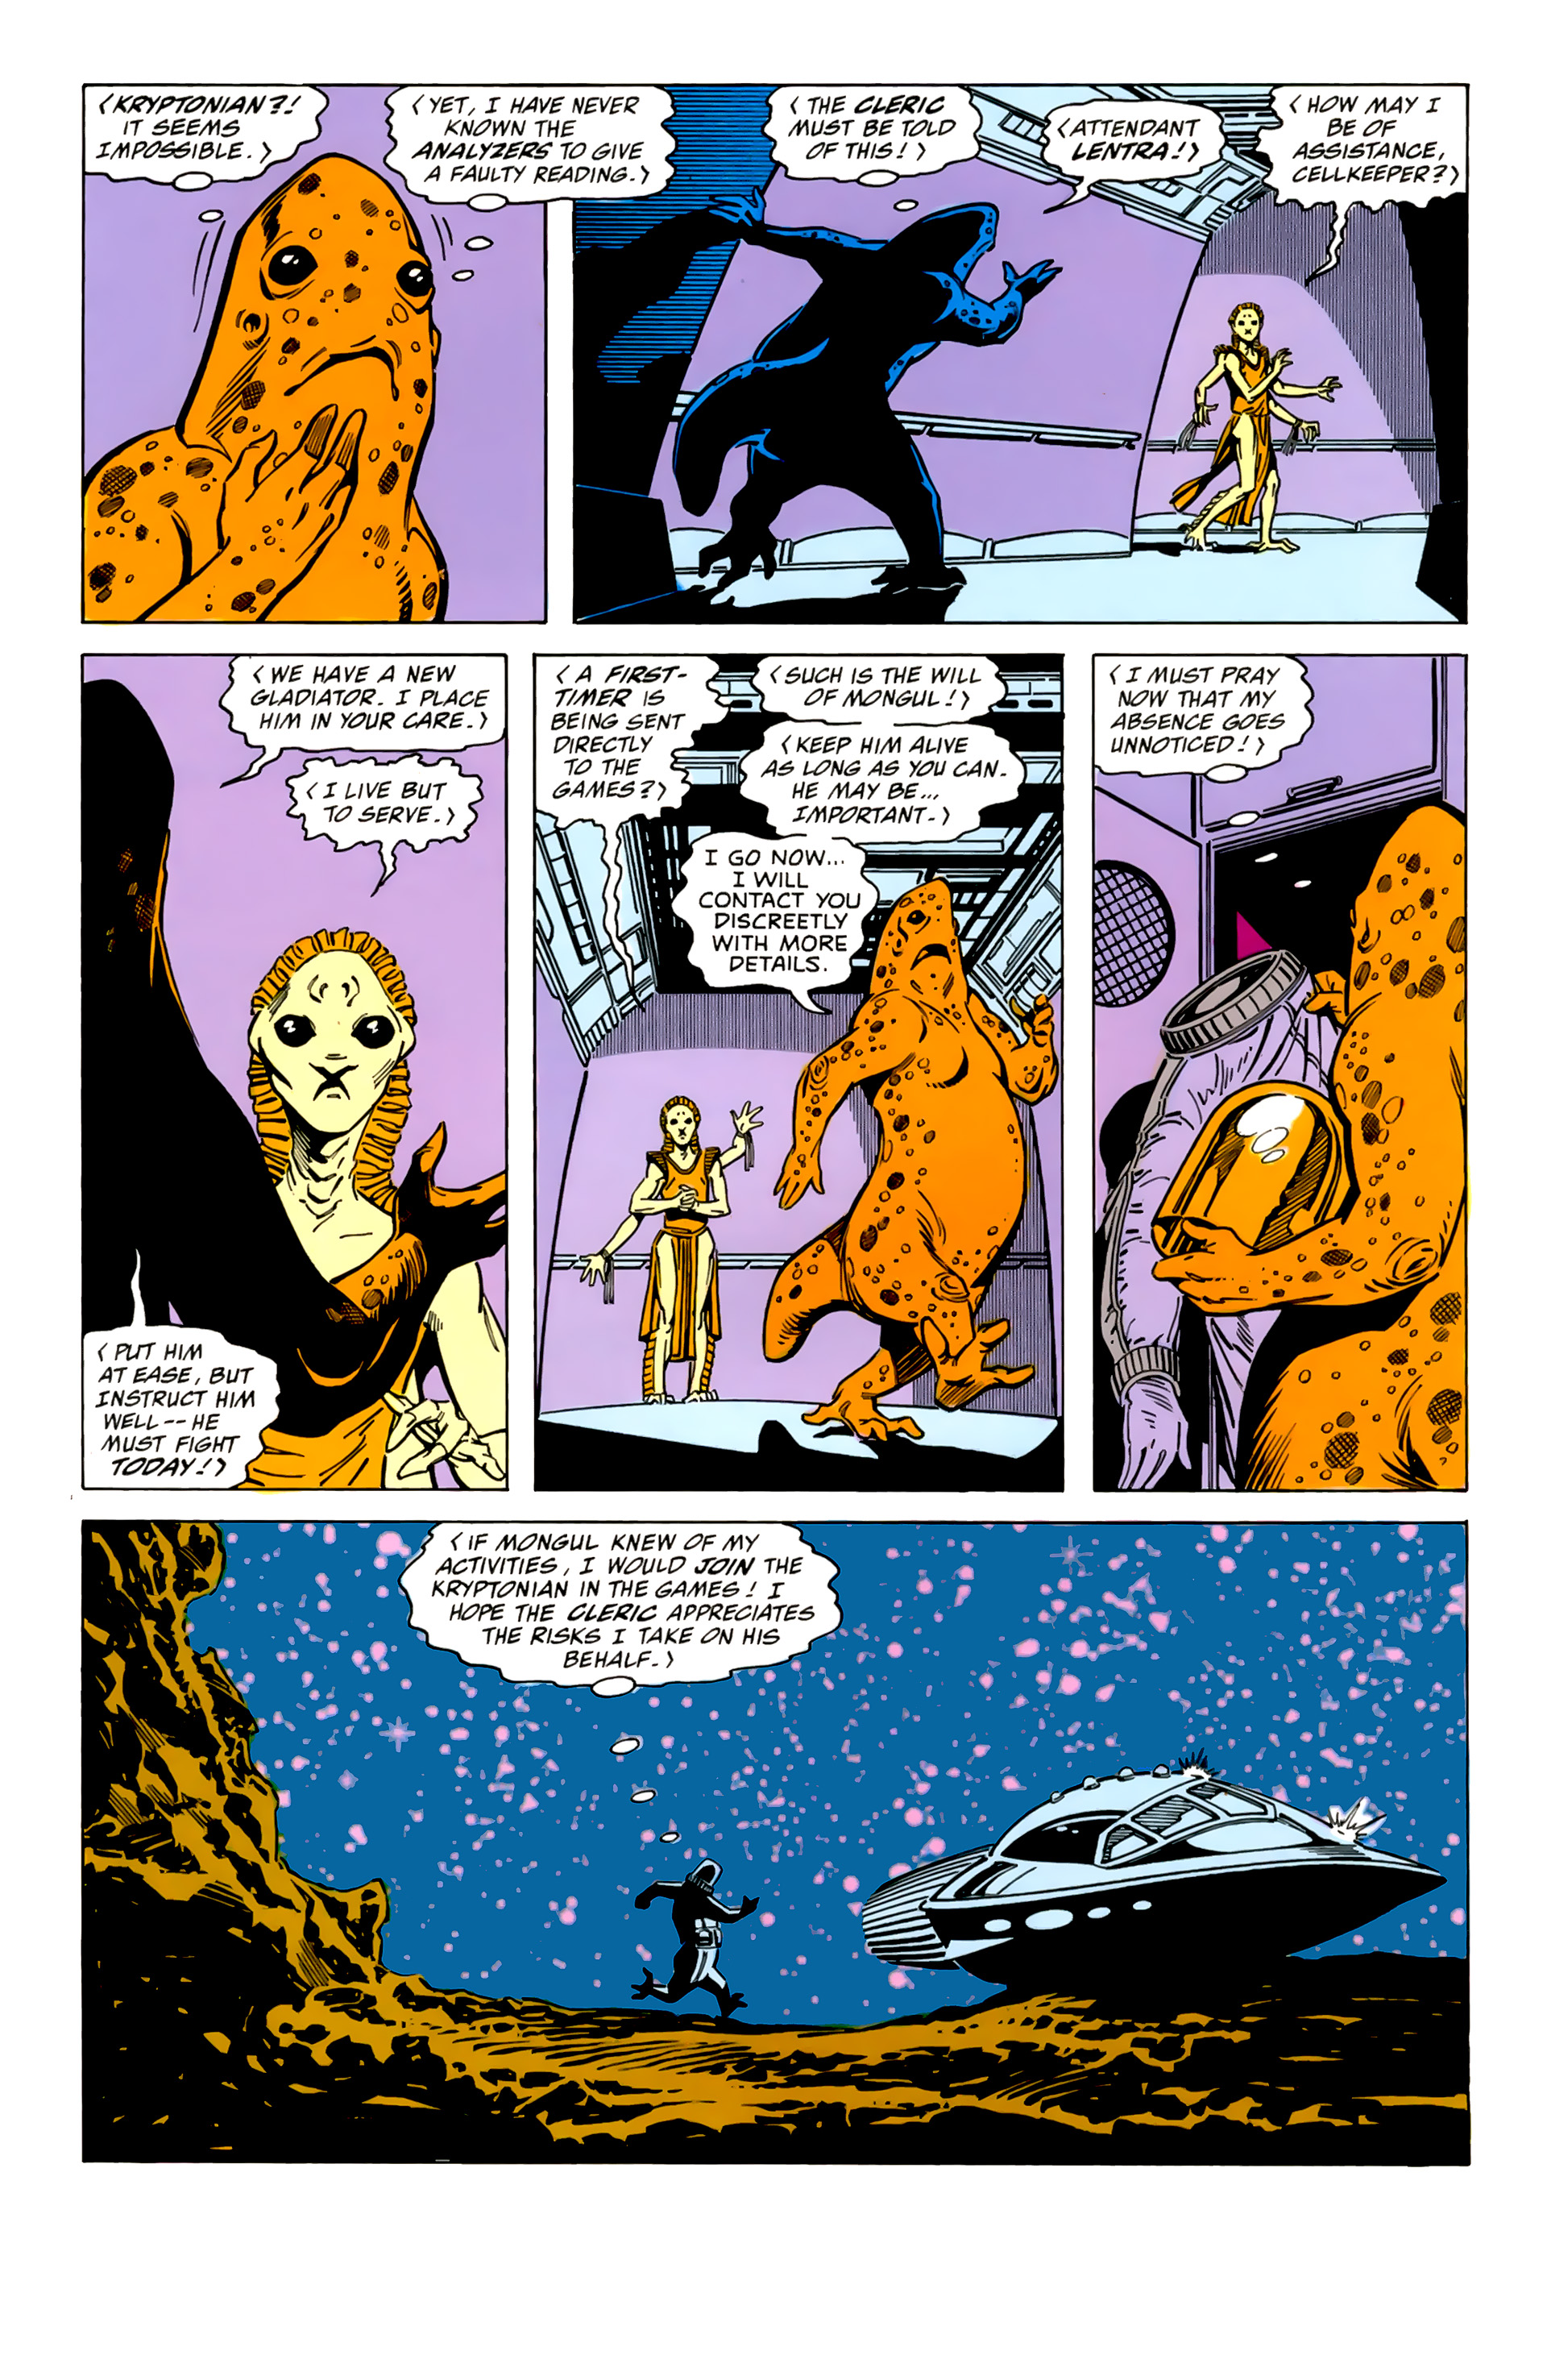 <KRYPTONIAN?!
IT SEEMS
IMPOSSIBLE.>
<YET, I HAVE NEVER
KNOWN THE
ANALYZERS TO GIVE
A FAULTY READING.>
<THE CLERIC
MUST BE TOLD
OF THIS!>
<ATTENDANT
LENTRA!>
<HOW MAY I
BE OF
ASSISTANCE,
CELLKEEPER?>
<WE HAVE A NEW
GLADIATOR. I PLACE
HIM IN YOUR CARE.>
<I LIVE BUT
TO SERVE.>
<PUT HIM
AT EASE, BUT
INSTRUCT HIM
WELL--HE
MUST FIGHT
TODAY!>
<A FIRST-
TIMER IS
BEING SENT
DIRECTLY
TO THE
GAMES?>
<SUCH IS THE WILL
OF MONGUL!>
<KEEP HIM ALIVE
AS LONG AS YOU CAN.
HE MAY BE...
IMPORTANT.>
I GO NOW...
I WILL
CONTACT YOU
DISCREETLY
WITH MORE
DETAILS.
<I MUST PRAY
NOW THAT MY
ABSENCE GOES
UNNOTICED!>
<IF MONGUL KNEW OF MY
ACTIVITIES, I WOULD JOIN THE
KRYPTONIAN IN THE GAMES! I
HOPE THE CLERIC APPRECIATES
THE RISKS I TAKE ON HIS
BEHALF.>